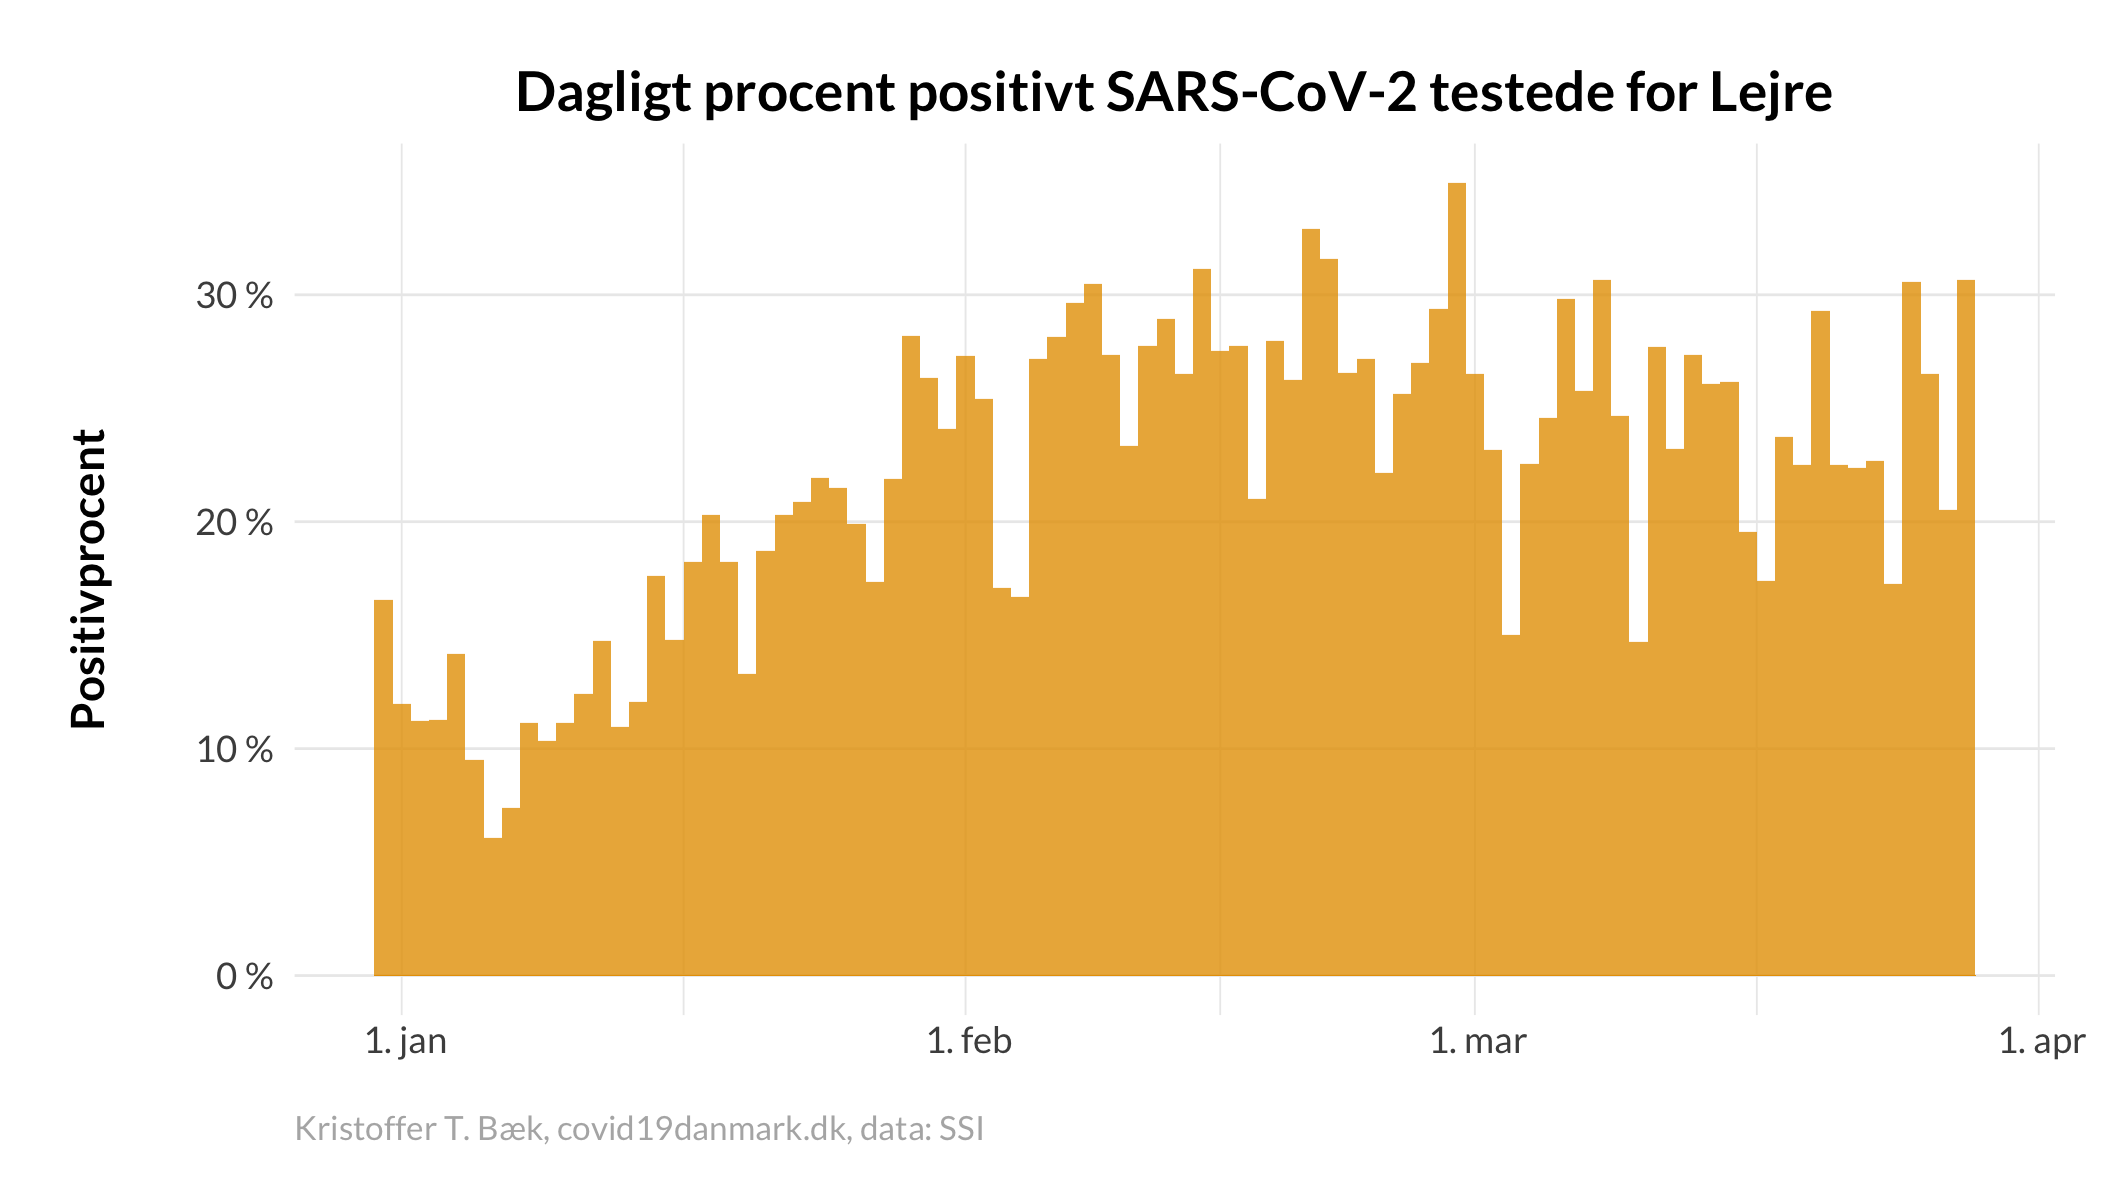 Dagligt procent positivt SARS-CoV-2 testede for Lejre
Positivprocent
30 %
20 %
10 %
0 %
1. jan
1. feb
1. mar
1. apr
Kristoffer T. Bæk, covid19danmark.dk, data: SSI